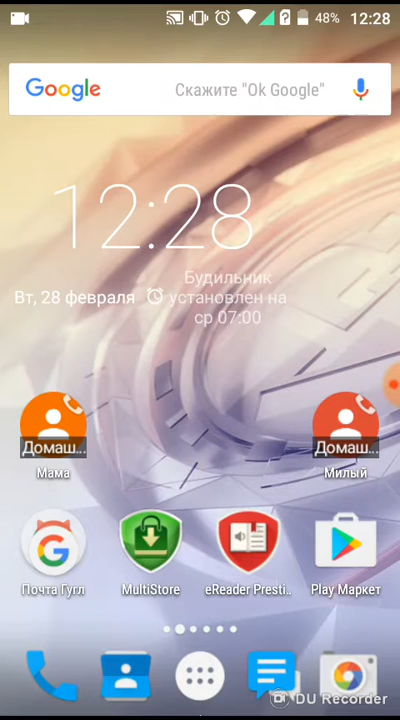 48% 12:28
Google Скажите "Ok Google"
12:28
Вт, 28 февраля
Будильник
установлен на
ср 07:00
Домаш... Домаш...
Мама Милый
Почта Гугл MultiStore eReader Presti.. Play Маркет
DU Recorder